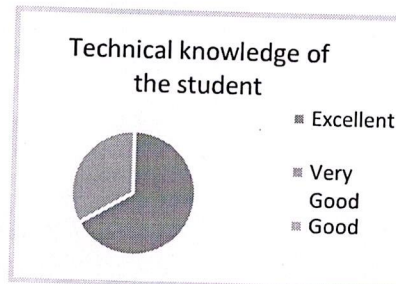 Technical knowledge of
the student
Excellent
Very
Good
Good